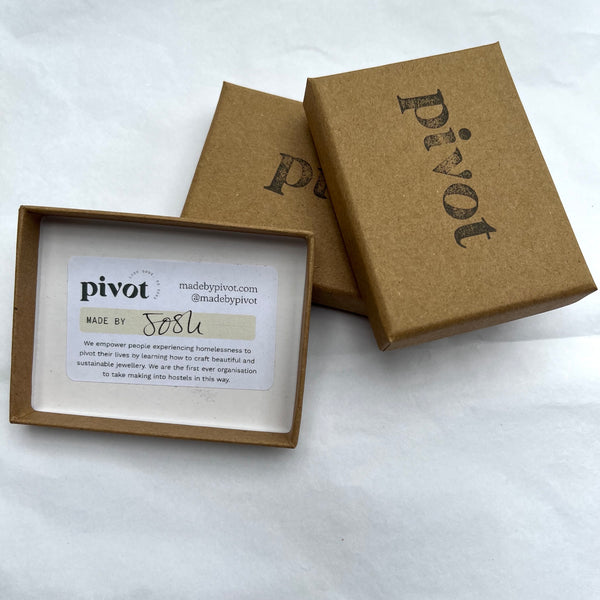 pivot
pi
pivot
madebypivot.com
@madebypivot
MADE BY Josh
We empower people experiencing homelessness to
pivot their lives by learning how to craft beautiful and
sustainable jewellery. We are the first ever organisation
to take making into hostels in this way.